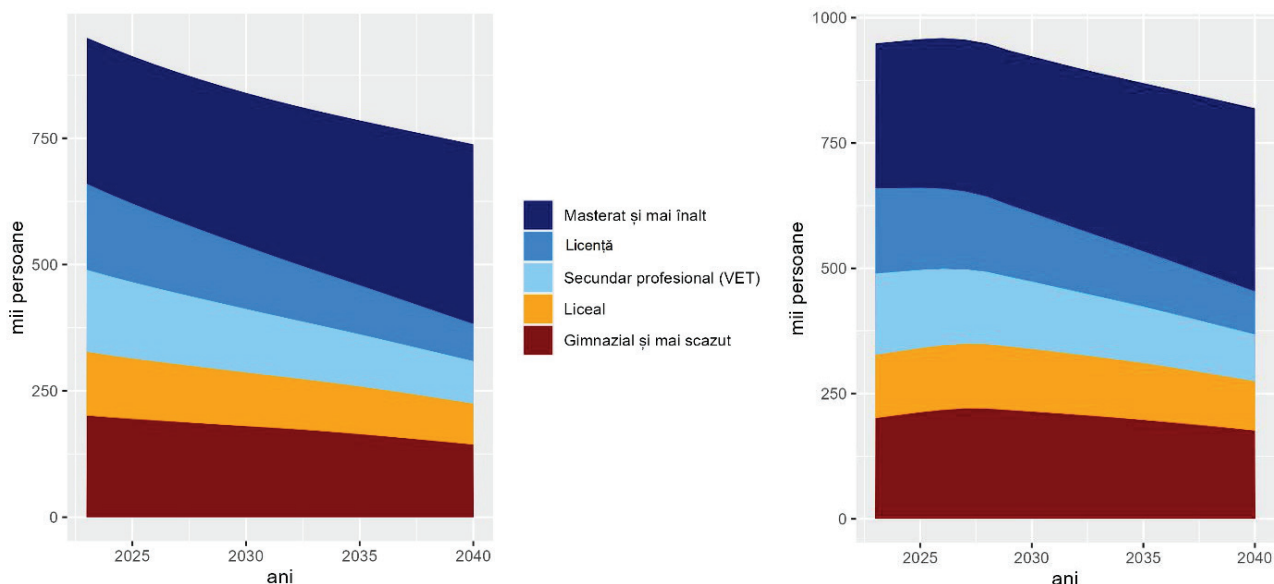 mii persoane
750
500
250
0
2025 2030 2035 2040
ani
Masterat și mai înalt
Licență
Secundar profesional (VET)
Liceal
Gimnazial și mai scazut
mii persoane
1000
750
500
250
0
2025 2030 2035 2040
ani